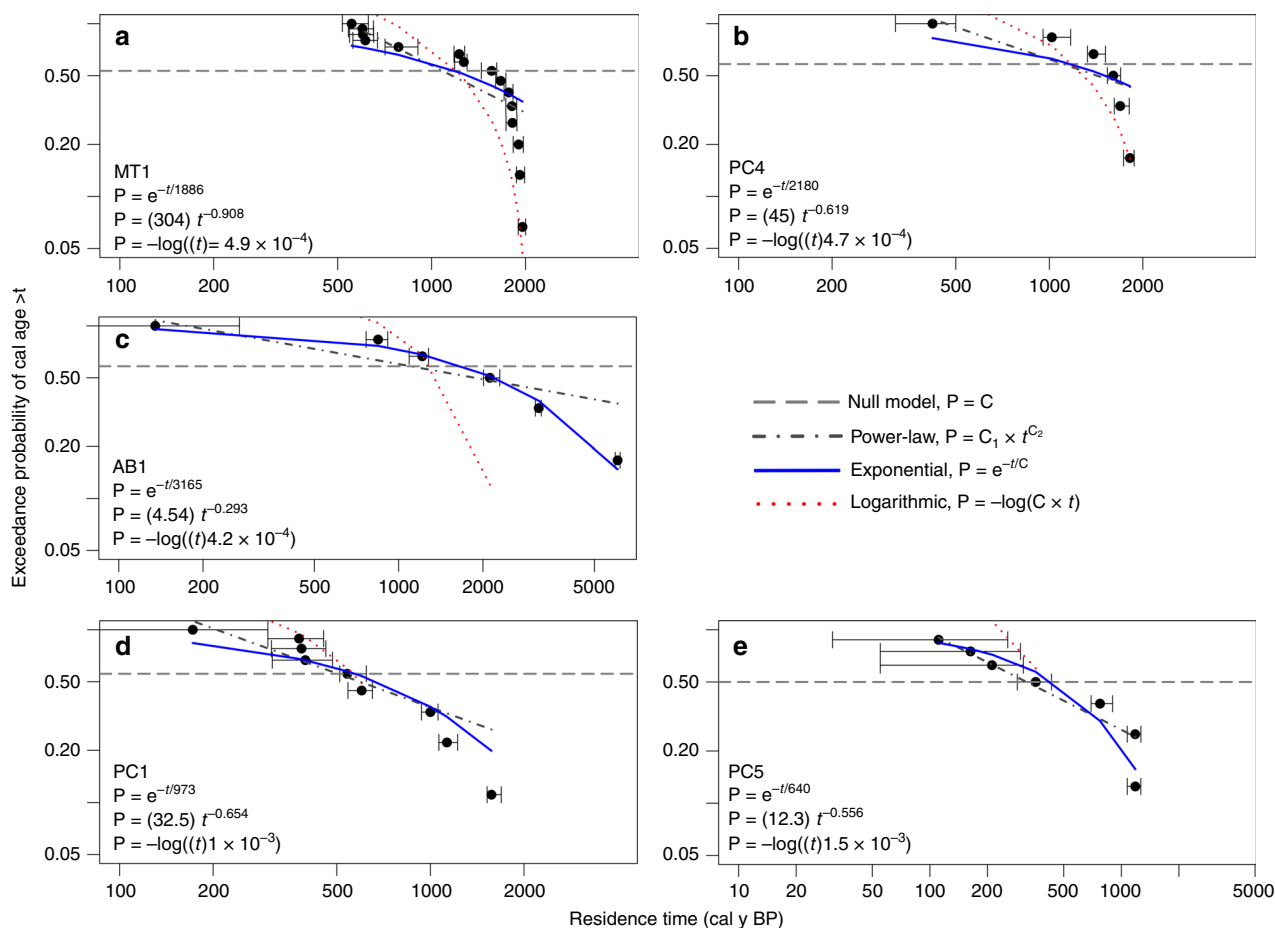 a
0.50
0.20
0.05
MT1
P = e^{–t/1886}
P = (304) t^{–0.908}
P = –log((t)= 4.9 × 10^{–4})
100 200 500 1000 2000
b
0.50
0.20
0.05
PC4
P = e^{–t/2180}
P = (45) t^{–0.619}
P = –log((t)4.7 × 10^{–4})
100 200 500 1000 2000
Exceedance probability of cal age >t
c
0.50
0.20
0.05
AB1
P = e^{–t/3165}
P = (4.54) t^{–0.293}
P = –log((t)4.2 × 10^{–4})
100 200 500 1000 2000 5000
Null model, P = C
Power-law, P = C₁ × t^{C₂}
Exponential, P = e^{–t/C}
Logarithmic, P = –log(C × t)
d
0.50
0.20
0.05
PC1
P = e^{–t/973}
P = (32.5) t^{–0.654}
P = –log((t)1 × 10^{–3})
100 200 500 1000 2000
e
0.50
0.20
0.05
PC5
P = e^{–t/640}
P = (12.3) t^{–0.556}
P = –log((t)1.5 × 10^{–3})
10 20 50 100 200 500 1000 5000
Residence time (cal y BP)